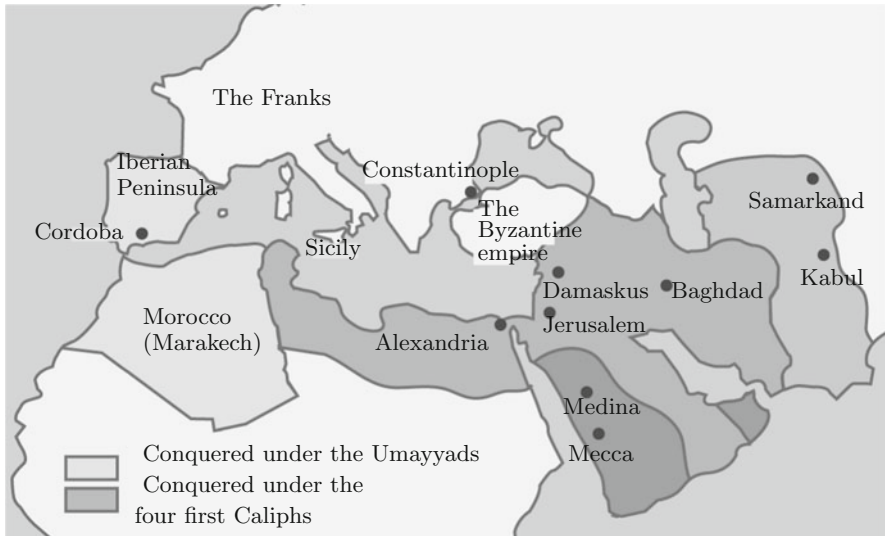 The Franks
Iberian
Peninsula
Constantinople
Samarkand
Cordoba
The
Byzantine
empire
Sicily
Kabul
Damaskus
Baghdad
Morocco
(Marakech)
Alexandria
Jerusalem
Medina
Mecca
Conquered under the Umayyads
Conquered under the
four first Caliphs